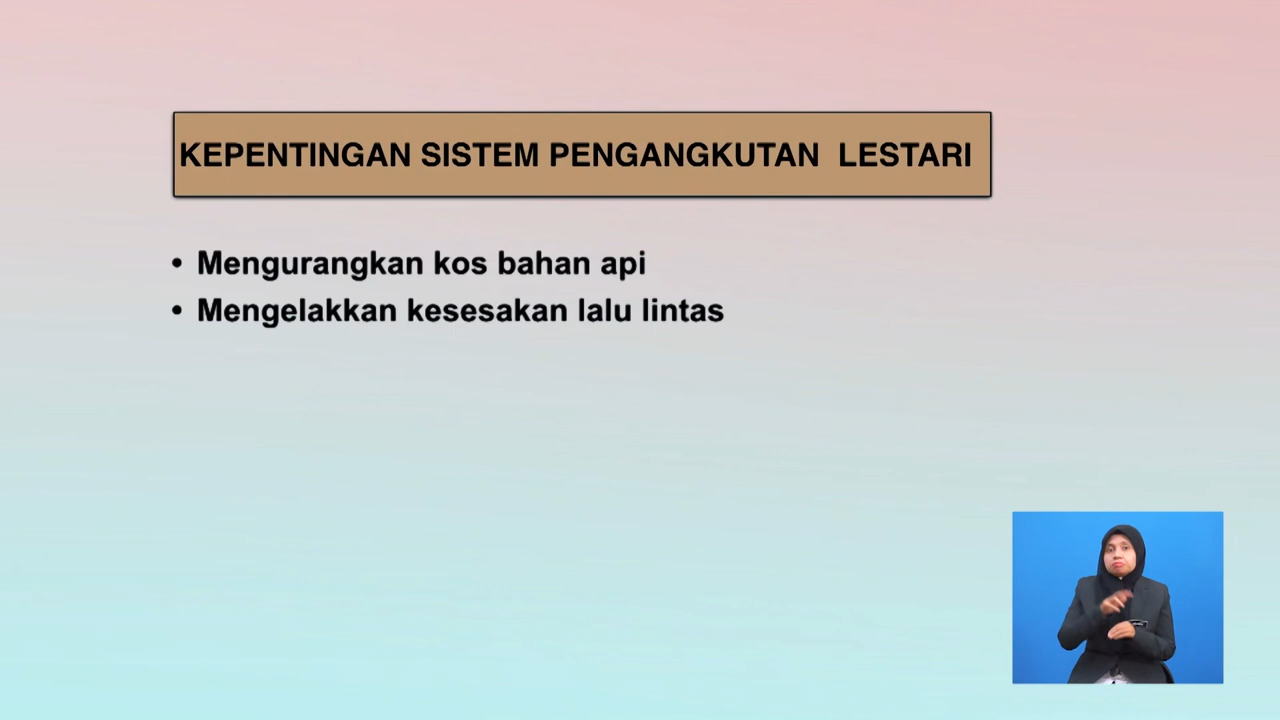 KEPENTINGAN SISTEM PENGANGKUTAN LESTARI
• Mengurangkan kos bahan api
• Mengelakkan kesesakan lalu lintas